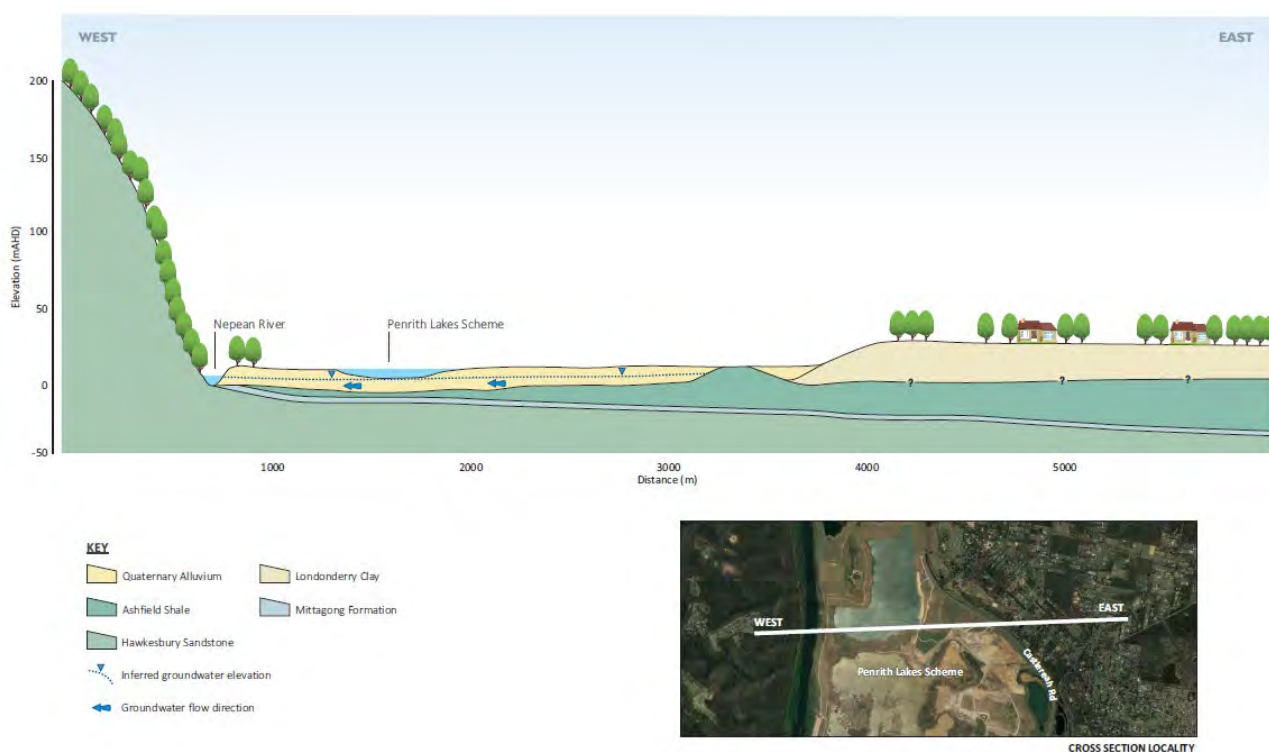 WEST
EAST
200
150
100
50
0
-50
Elevation (mAHD)
Nepean River
Penrith Lakes Scheme
?
?
?
1000
2000
3000
4000
5000
Distance (m)
KEY
Quaternary Alluvium
Londonderry Clay
Ashfield Shale
Mittagong Formation
Hawkesbury Sandstone
Inferred groundwater elevation
Groundwater flow direction
WEST
EAST
Penrith Lakes Scheme
Castlereagh Rd
CROSS SECTION LOCALITY